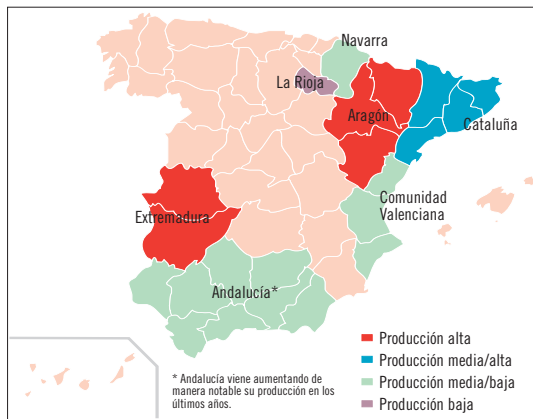 Navarra
La Rioja
Aragón
Cataluña
Comunidad
Valenciana
Extremadura
Andalucía*
Producción alta
Producción media/alta
Producción media/baja
Producción baja
* Andalucía viene aumentando de
manera notable su producción en los
últimos años.